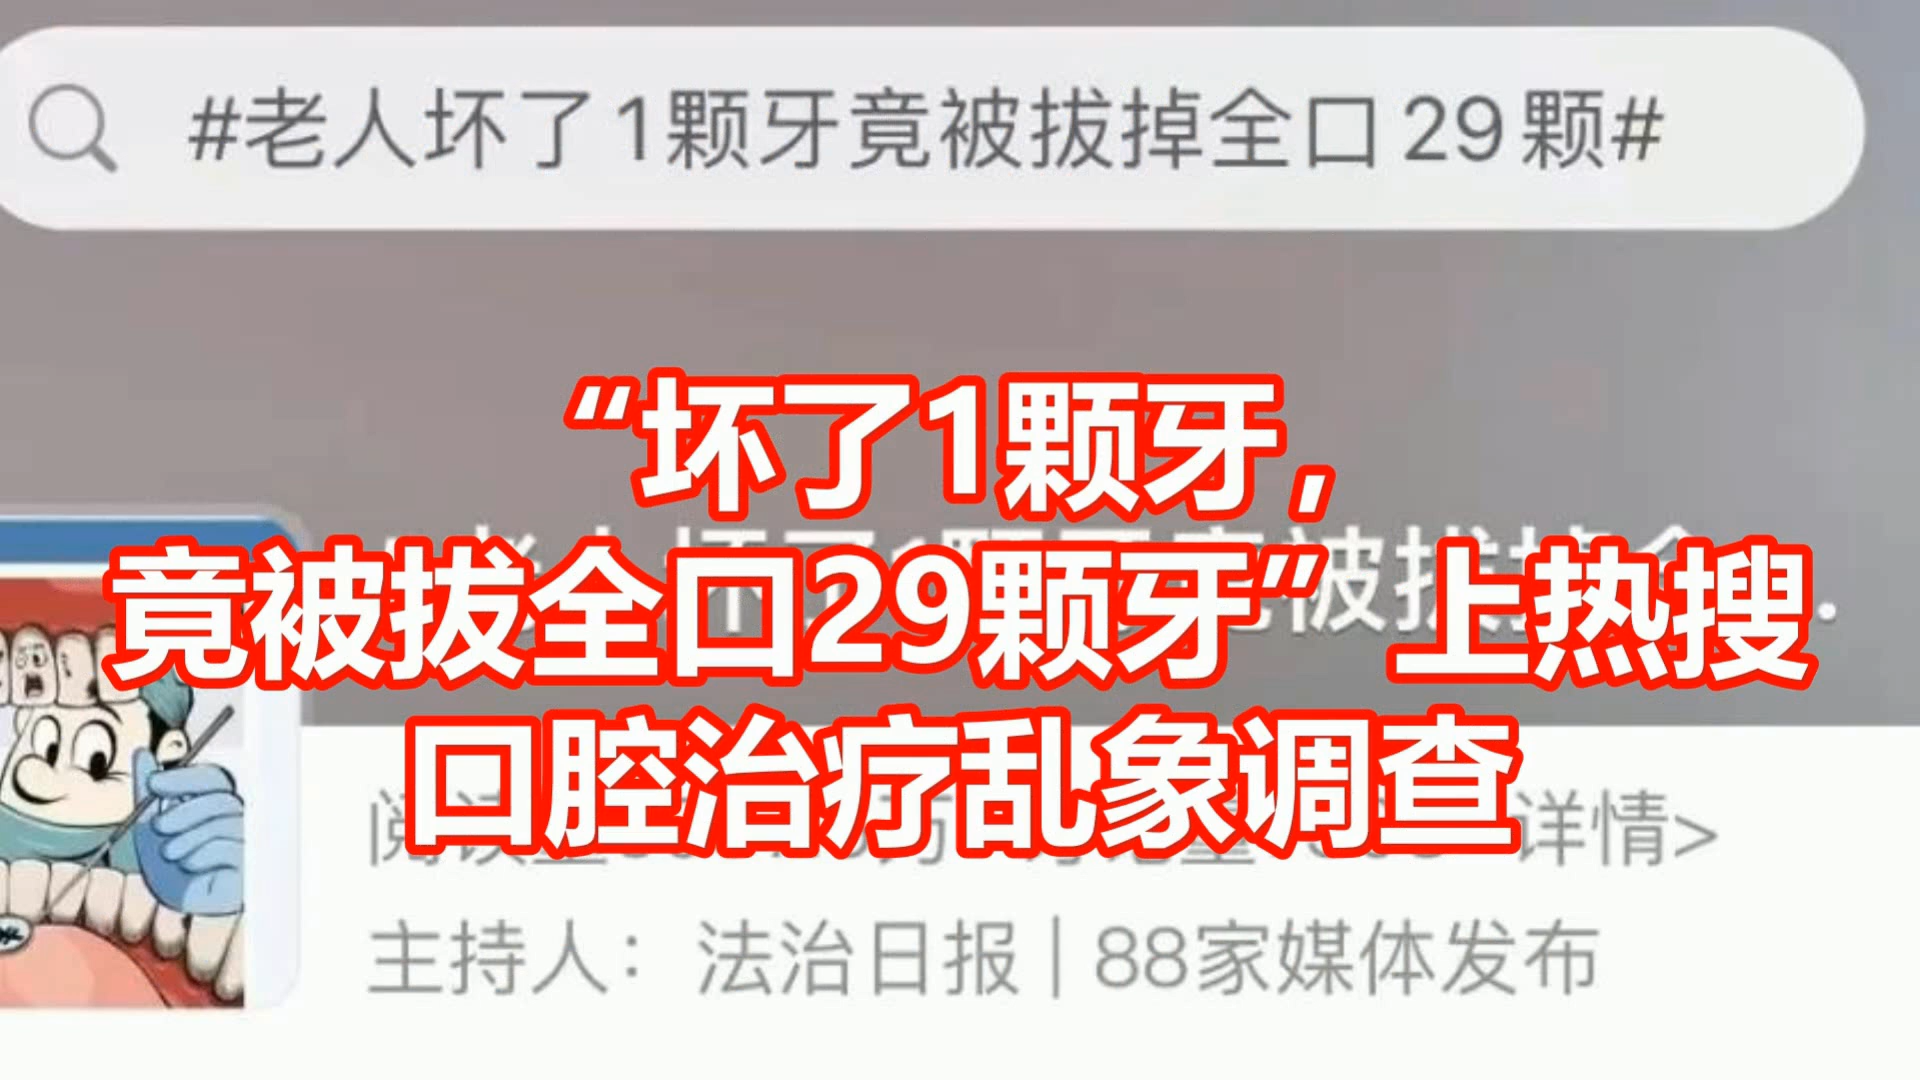 #老人坏了1颗牙竟被拔掉全口29颗#
“坏了1颗牙，
竟被拔全口29颗牙”上热搜
口腔治疗乱象调查
详情>
主持人：法治日报 | 88家媒体发布